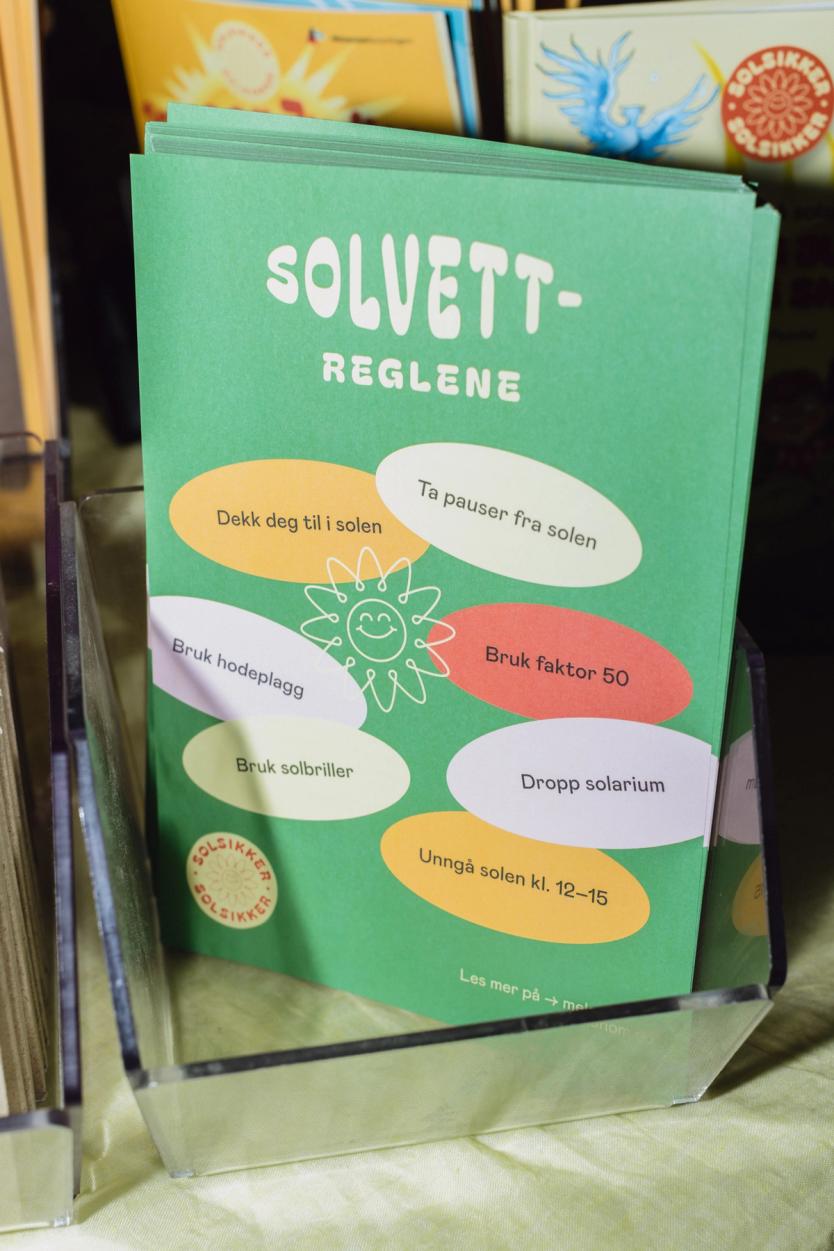 SOLSIKKER
SOLSIKKER
SOLVETT-
REGLENE
Dekk deg til i solen
Ta pauser fra solen
Bruk hodeplagg
Bruk faktor 50
Bruk solbriller
Dropp solarium
Unngå solen kl. 12–15
SOLSIKKER
SOLSIKKER
Les mer på →